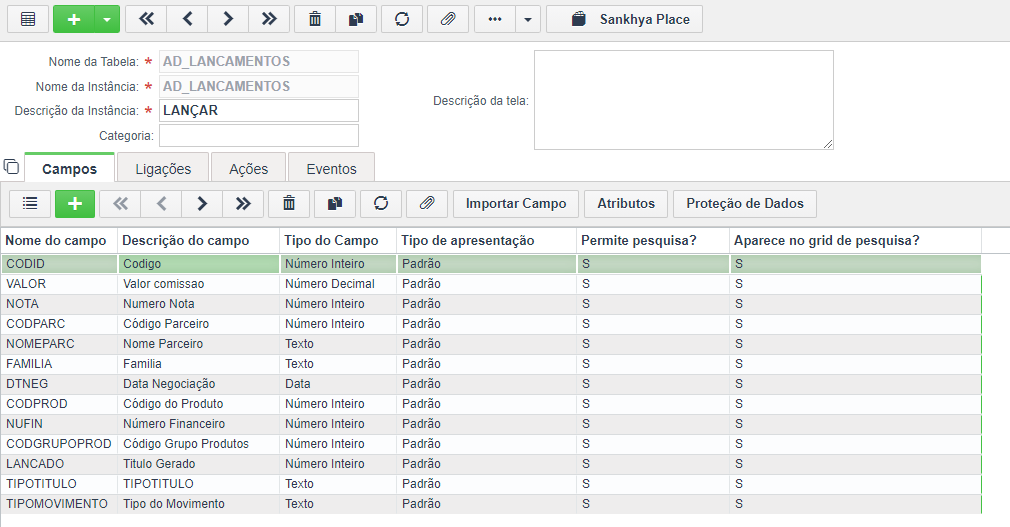 Sankhya Place
Nome da Tabela: * AD_LANCAMENTOS
Nome da Instância: * AD_LANCAMENTOS
Descrição da Instância: * LANÇAR
Categoria:
Descrição da tela:
Campos Ligações Ações Eventos
Importar Campo Atributos Proteção de Dados
Nome do campo Descrição do campo Tipo do Campo Tipo de apresentação Permite pesquisa? Aparece no grid de pesquisa?
CODID Codigo Número Inteiro Padrão S S
VALOR Valor comissao Número Decimal Padrão S S
NOTA Numero Nota Número Inteiro Padrão S S
CODPARC Código Parceiro Número Inteiro Padrão S S
NOMEPARC Nome Parceiro Texto Padrão S S
FAMILIA Familia Texto Padrão S S
DTNEG Data Negociação Data Padrão S S
CODPROD Código do Produto Número Inteiro Padrão S S
NUFIN Número Financeiro Número Inteiro Padrão S S
CODGRUPOPROD Código Grupo Produtos Número Inteiro Padrão S S
LANCADO Titulo Gerado Número Inteiro Padrão S S
TIPOTITULO TIPOTITULO Texto Padrão S S
TIPOMOVIMENTO Tipo do Movimento Texto Padrão S S